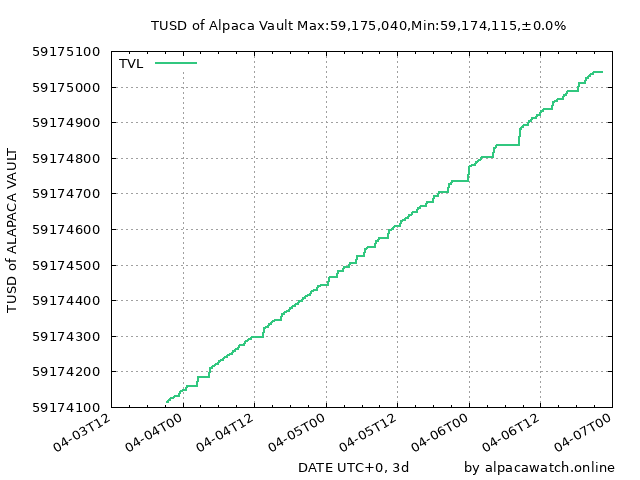 TUSD of Alpaca Vault Max:59,175,040,Min:59,174,115,±0.0%
TVL
TUSD of ALAPACA VAULT
59175100
59175000
59174900
59174800
59174700
59174600
59174500
59174400
59174300
59174200
59174100
04-03T12
04-04T00
04-04T12
04-05T00
04-05T12
04-06T00
04-06T12
04-07T00
DATE UTC+0, 3d
by alpacawatch.online